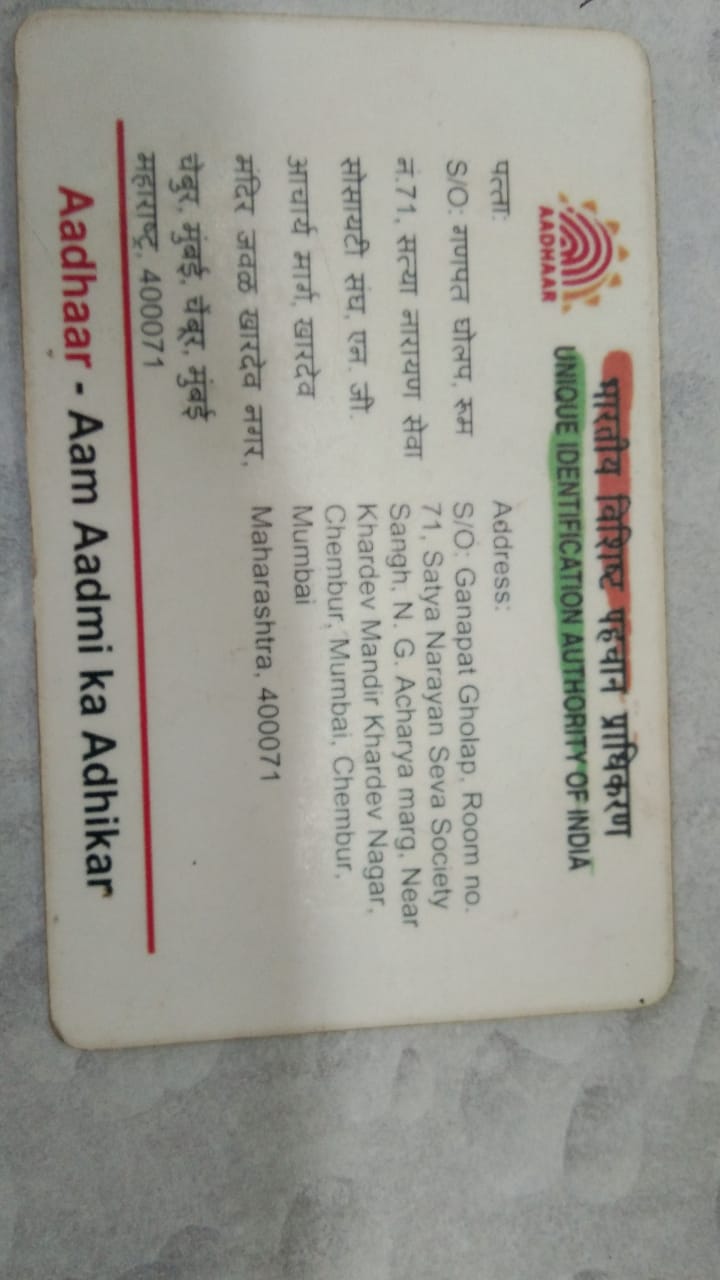 भारतीय विशिष्ट पहचान प्राधिकरण
UNIQUE IDENTIFICATION AUTHORITY OF INDIA
AADHAAR
पत्ता:
S/O: गणपत घोलप, रूम
नं.71, सत्या नारायण सेवा
सोसायटी संघ, एन. जी.
आचार्य मार्ग, खारदेव
मंदिर जवळ खारदेव नगर,
चेंबुर, मुंबई, चेंबूर, मुंबई
महाराष्ट्र, 400071
Address:
S/O: Ganapat Gholap, Room no.
71, Satya Narayan Seva Society
Sangh, N. G. Acharya marg, Near
Khardev Mandir Khardev Nagar,
Chembur, Mumbai, Chembur,
Mumbai
Maharashtra, 400071
Aadhaar - Aam Aadmi ka Adhikar